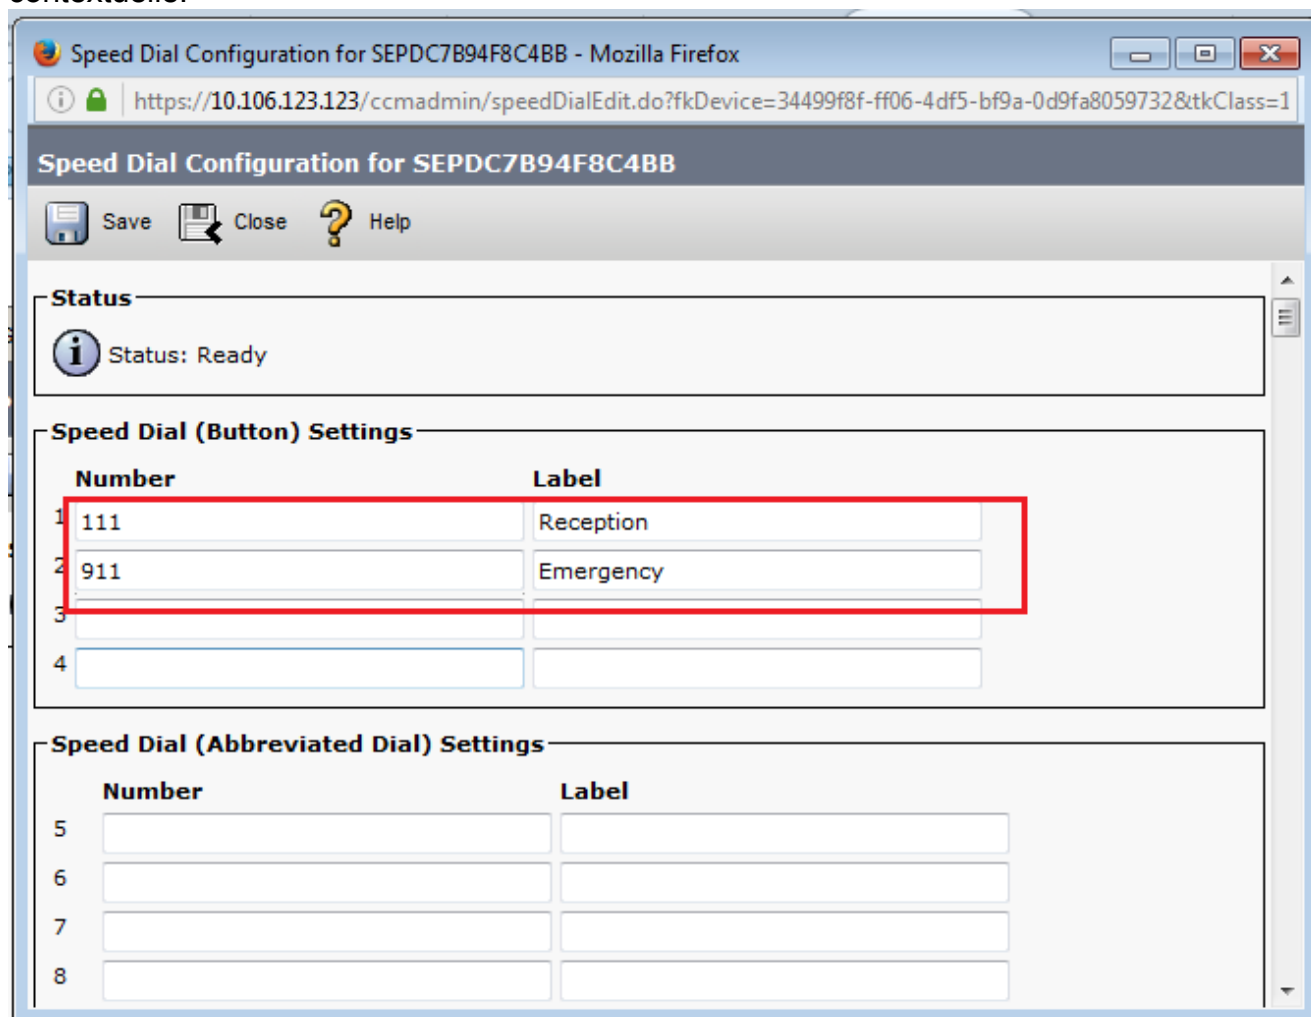 contextuelle.
Speed Dial Configuration for SEPDC7B94F8C4BB - Mozilla Firefox
https://10.106.123.123/ccmadmin/speedDialEdit.do?fkDevice=34499f8f-ff06-4df5-bf9a-0d9fa8059732&tkClass=1
Speed Dial Configuration for SEPDC7B94F8C4BB
Save Close Help
Status
Status: Ready
Speed Dial (Button) Settings
Number Label
1 111 Reception
2 911 Emergency
3
4
Speed Dial (Abbreviated Dial) Settings
Number Label
5
6
7
8